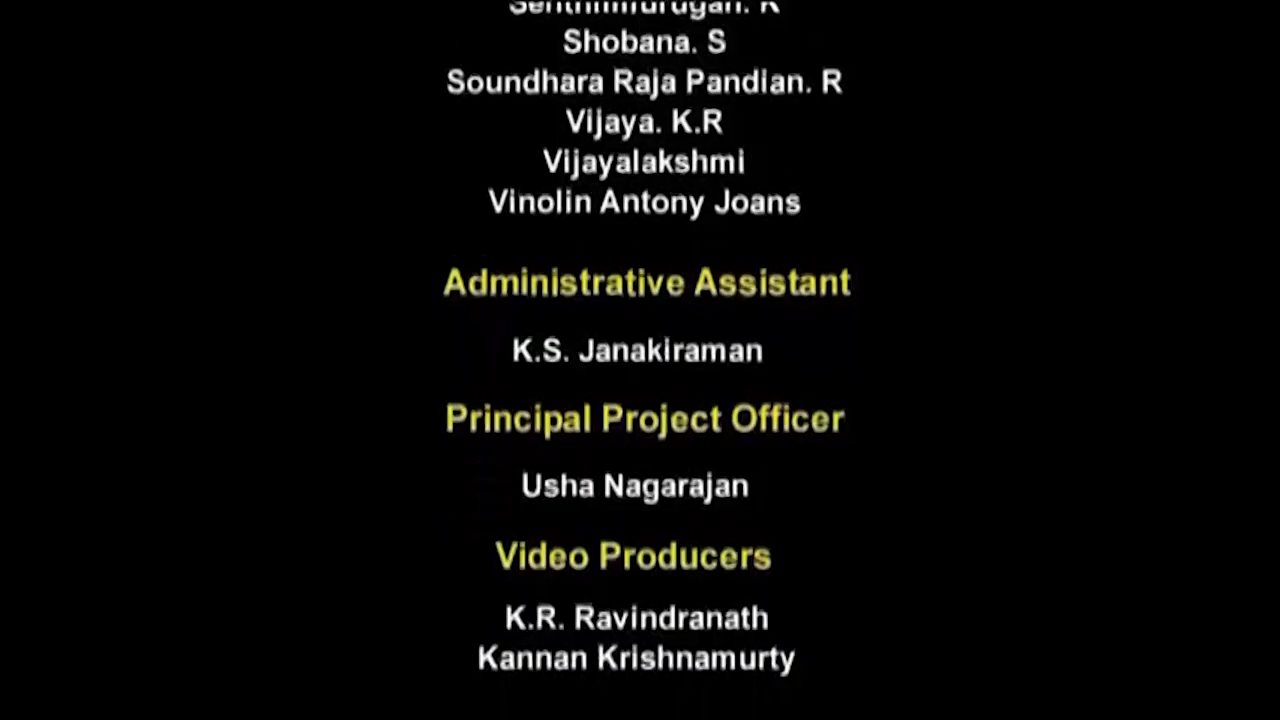 Shobana. S
Soundhara Raja Pandian. R
Vijaya. K.R
Vijayalakshmi
Vinolin Antony Joans
Administrative Assistant
K.S. Janakiraman
Principal Project Officer
Usha Nagarajan
Video Producers
K.R. Ravindranath
Kannan Krishnamurty